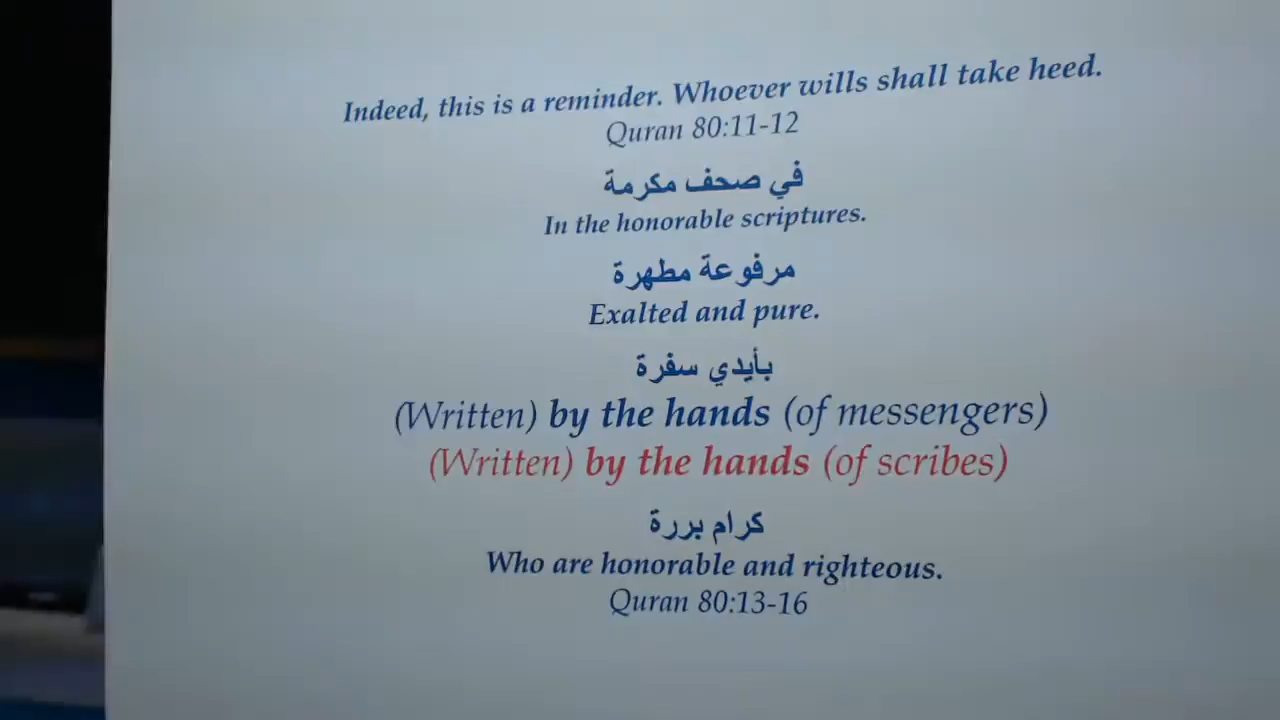 Indeed, this is a reminder. Whoever wills shall take heed.
Quran 80:11-12
في صحف مكرمة
In the honorable scriptures.
مرفوعة مطهرة
Exalted and pure.
بأيدي سفرة
(Written) by the hands (of messengers)
(Written) by the hands (of scribes)
كرام بررة
Who are honorable and righteous.
Quran 80:13-16